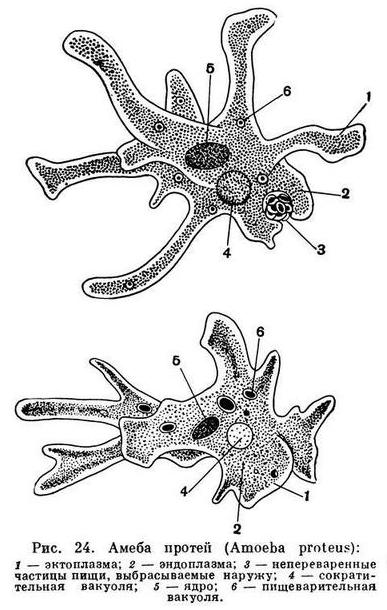 5
6
1
2
3
4
5
6
4
1
2
Рис. 24. Амеба протей (Amoeba proteus):
1 — эктоплазма; 2 — эндоплазма; 3 — непереваренные
частицы пищи, выбрасываемые наружу; 4 — сократи-
тельная вакуоля; 5 — ядро; 6 — пищеварительная
вакуоля.